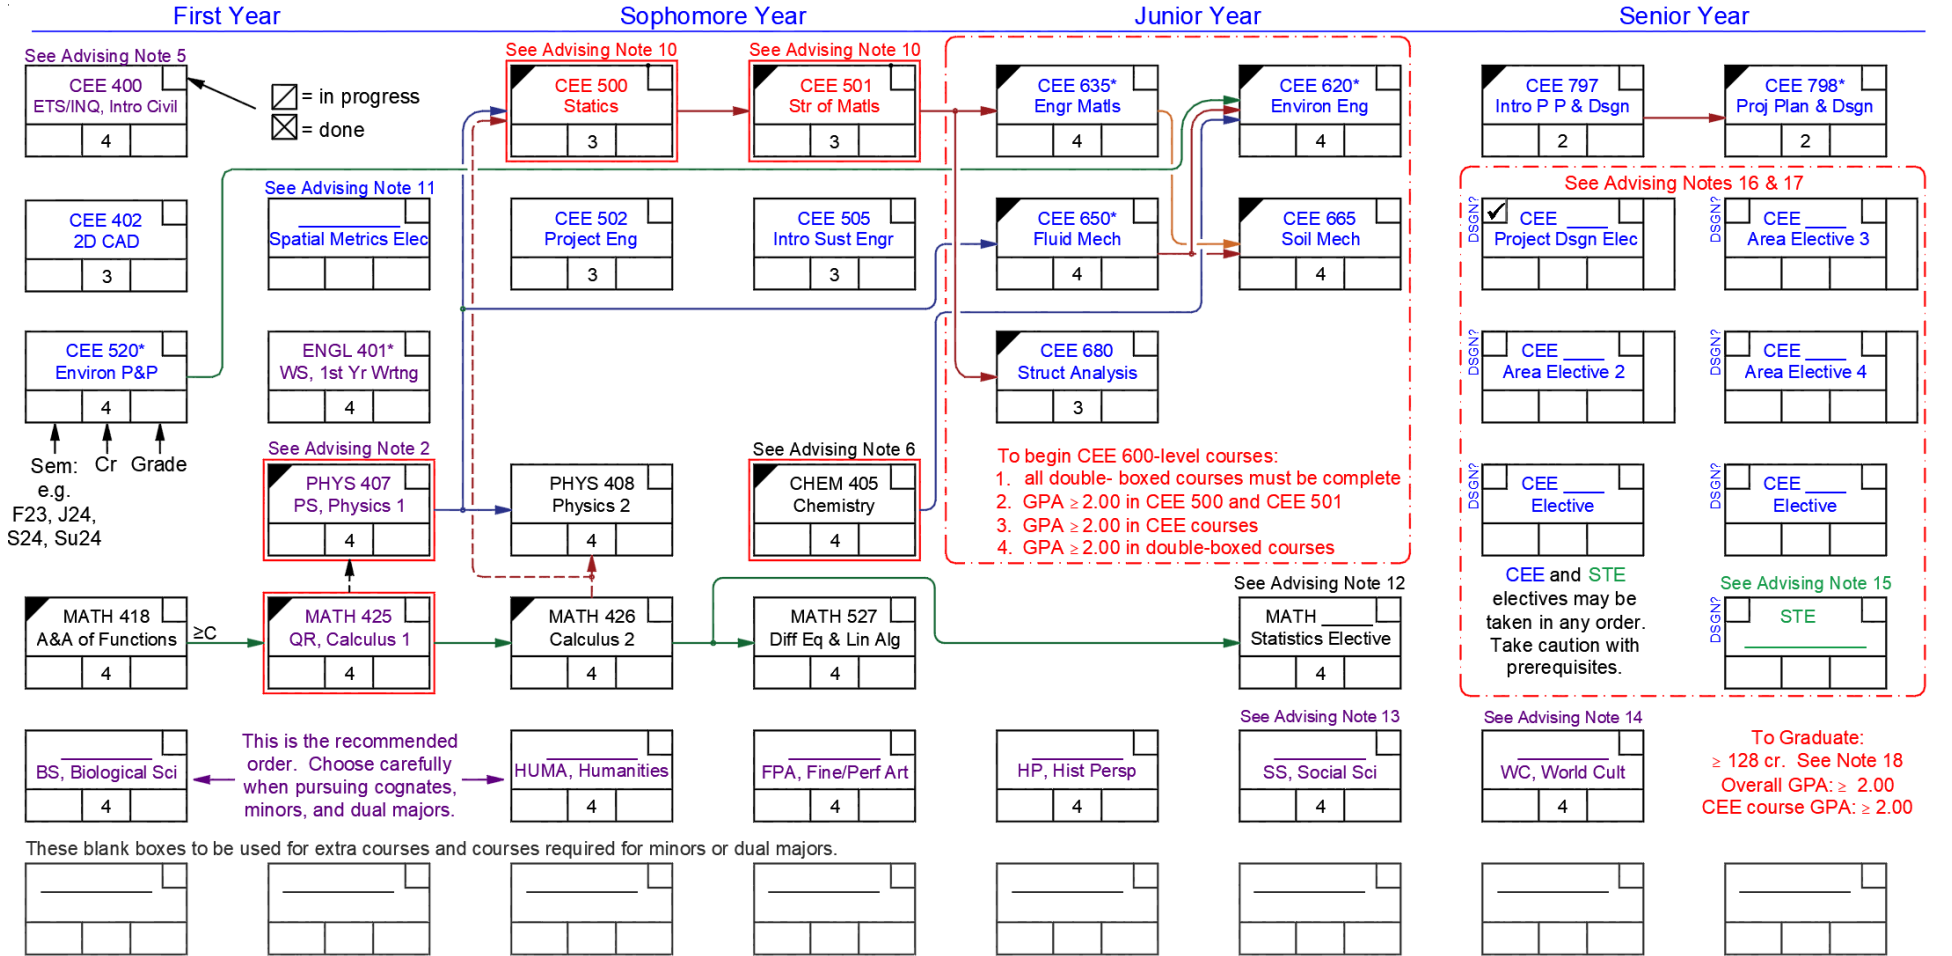 First Year
Sophomore Year
Junior Year
Senior Year
See Advising Note 5
CEE 400
ETS/INQ, Intro Civil
4
= in progress
= done
See Advising Note 10
CEE 500
Statics
3
See Advising Note 10
CEE 501
Str of Matls
3
CEE 635*
Engr Matls
4
CEE 620*
Environ Eng
4
CEE 797
Intro P P & Dsgn
2
CEE 798*
Proj Plan & Dsgn
2
CEE 402
2D CAD
3
See Advising Note 11
Spatial Metrics Elec
CEE 502
Project Eng
3
CEE 505
Intro Sust Engr
3
CEE 650*
Fluid Mech
4
CEE 665
Soil Mech
4
See Advising Notes 16 & 17
DSGN?
CEE ____
Project Dsgn Elec
DSGN?
CEE ____
Area Elective 3
CEE 520*
Environ P&P
4
Sem:
e.g.
F23, J24,
S24, Su24
Cr
Grade
ENGL 401*
WS, 1st Yr Wrtng
4
CEE 680
Struct Analysis
3
DSGN?
CEE ____
Area Elective 2
DSGN?
CEE ____
Area Elective 4
See Advising Note 2
PHYS 407
PS, Physics 1
4
PHYS 408
Physics 2
4
See Advising Note 6
CHEM 405
Chemistry
4
To begin CEE 600-level courses:
1. all double- boxed courses must be complete
2. GPA ≥ 2.00 in CEE 500 and CEE 501
3. GPA ≥ 2.00 in CEE courses
4. GPA ≥ 2.00 in double-boxed courses
DSGN?
CEE ____
Elective
DSGN?
CEE ____
Elective
CEE and STE
electives may be
taken in any order.
Take caution with
prerequisites.
See Advising Note 15
DSGN?
STE
MATH 418
A&A of Functions
4
≥C
MATH 425
QR, Calculus 1
4
MATH 426
Calculus 2
4
MATH 527
Diff Eq & Lin Alg
4
See Advising Note 12
MATH _____
Statistics Elective
4
BS, Biological Sci
4
This is the recommended
order. Choose carefully
when pursuing cognates,
minors, and dual majors.
HUMA, Humanities
4
FPA, Fine/Perf Art
4
HP, Hist Persp
4
See Advising Note 13
SS, Social Sci
4
See Advising Note 14
WC, World Cult
4
To Graduate:
≥ 128 cr. See Note 18
Overall GPA: ≥ 2.00
CEE course GPA: ≥ 2.00
These blank boxes to be used for extra courses and courses required for minors or dual majors.